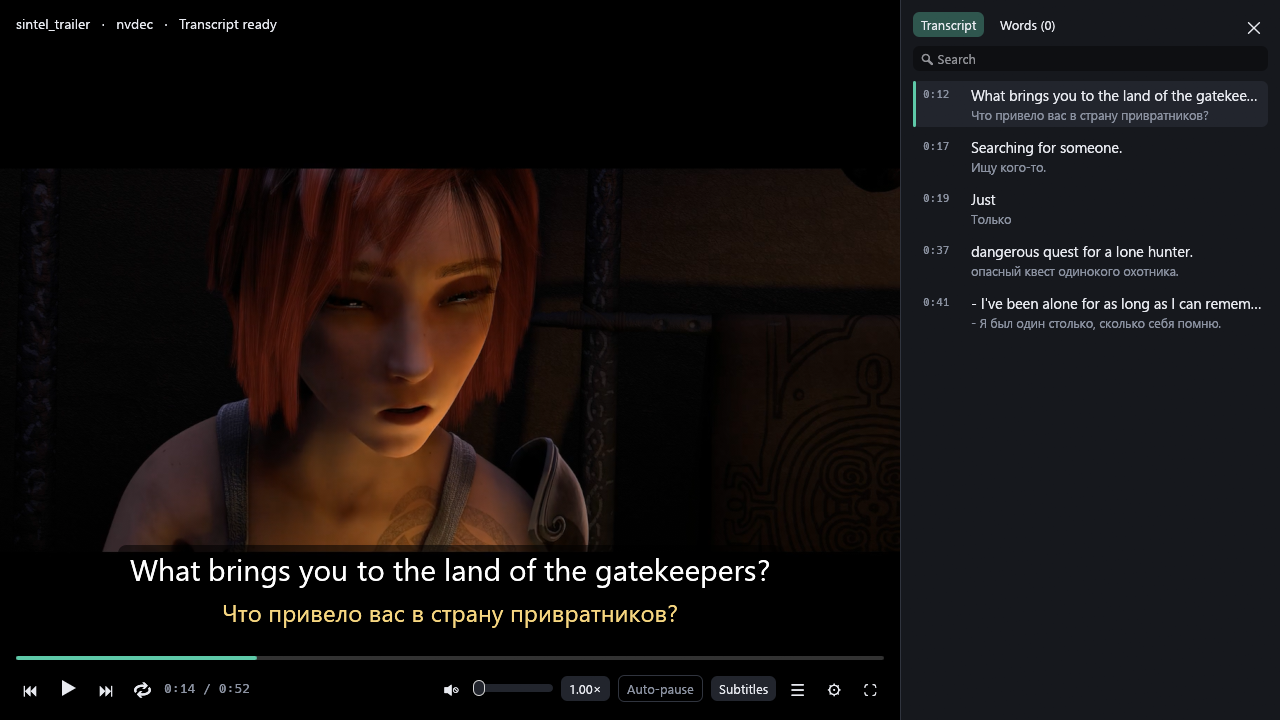 sintel_trailer · nvdec · Transcript ready
What brings you to the land of the gatekeepers?
Что привело вас в страну привратников?
0:14 / 0:52
1.00×
Auto-pause
Subtitles
Transcript
Words (0)
Search
0:12 What brings you to the land of the gatekee...
Что привело вас в страну привратников?
0:17 Searching for someone.
Ищу кого-то.
0:19 Just
Только
0:37 dangerous quest for a lone hunter.
опасный квест одинокого охотника.
0:41 - I've been alone for as long as I can remem...
- Я был один столько, сколько себя помню.